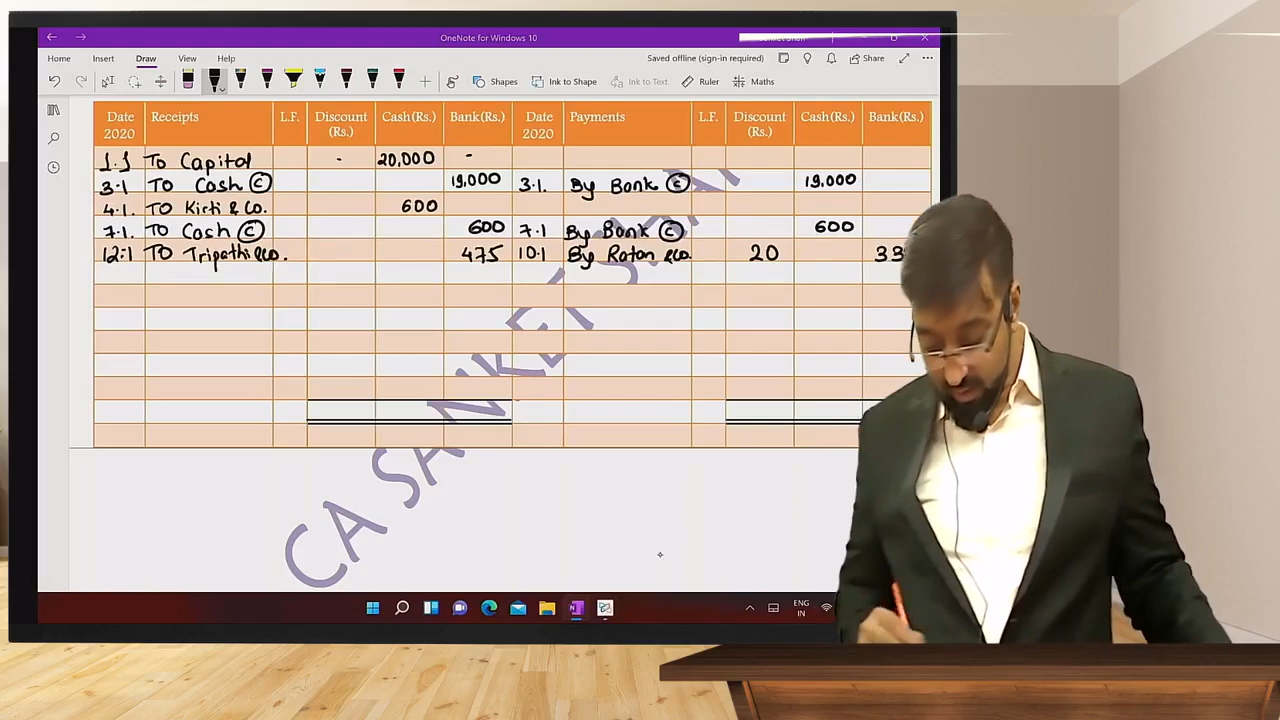 OneNote for Windows 10
Home Insert Draw View Help
Saved offline (sign-in required) Share
Shapes Ink to Shape Ink to Text Ruler Maths
Date 2020 Receipts L.F. Discount (Rs.) Cash(Rs.) Bank(Rs.) Date 2020 Payments L.F. Discount (Rs.) Cash(Rs.) Bank(Rs.)
1.1 To Capital - 20,000 -
3.1 To Cash C 19,000 3.1. By Bank C 19,000
4.1. To Kirti & Co. 600
7.1 To Cash C 600 7.1 By Bank C 600
12.1 To Tripathi & Co. 475 10.1 By Ratan & Co. 20
CA SANKET SHAH
ENG
IN